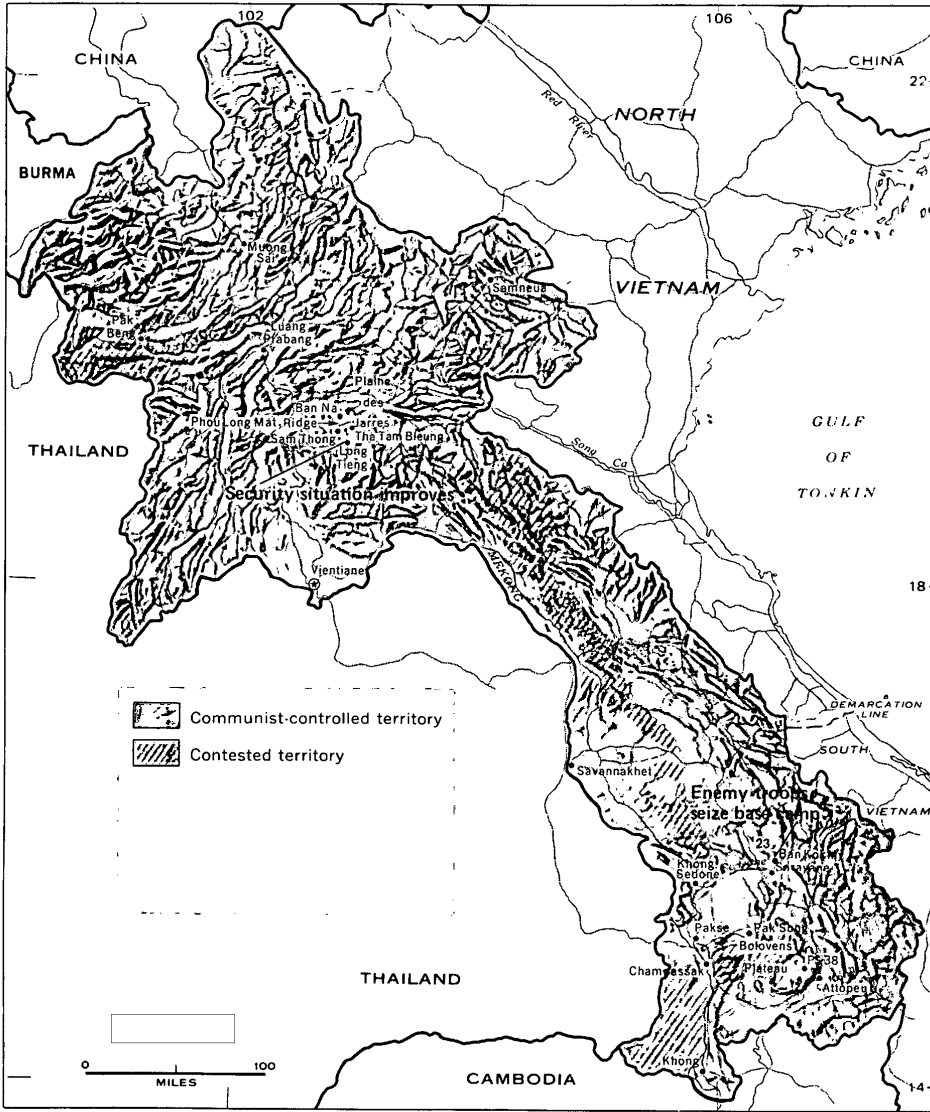 102
106
CHINA
CHINA
22
NORTH
Red River
BURMA
Muong
Sai
Samneua
VIETNAM
Pak
Beng
Luang
Prabang
Plaine
des
Jarres
Ban Na
Phou Long Mat Ridge
Sam Thong
Tha Tam Bleung
Long
Tieng
GULF
OF
TONKIN
THAILAND
Song Ca
Security situation improves
MEKONG
Vientiane
18
Communist-controlled territory
Contested territory
DEMARCATION
LINE
SOUTH
VIETNAM
Savannakhet
Enemy troops
seize base camp
23
Khong
Sedone
Saravane
Pakse
Pak Song
Bolovens
Plateau
PS 38
Champassak
Attopeu
THAILAND
Khong
0
100
MILES
CAMBODIA
14